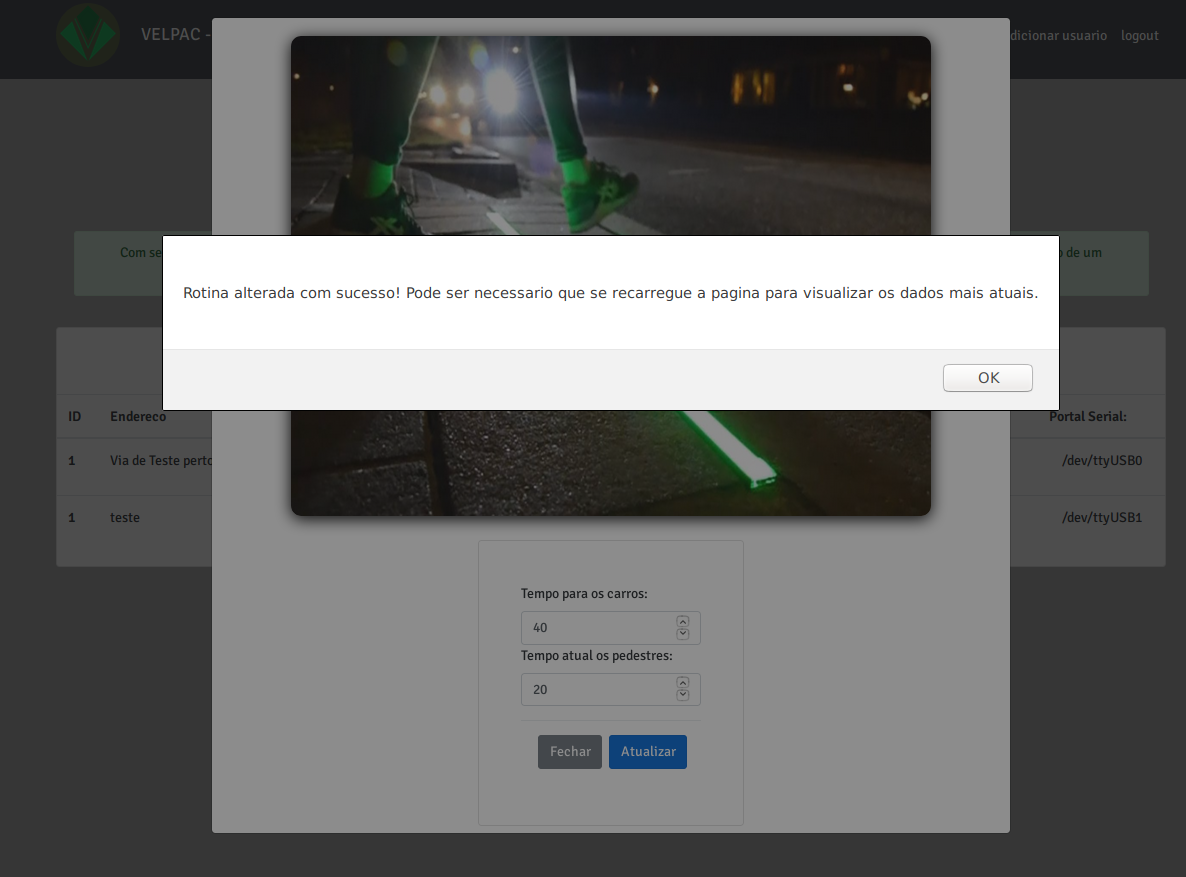 VELPAC -
dicionar usuario
logout
Com se
de um
Rotina alterada com sucesso! Pode ser necessario que se recarregue a pagina para visualizar os dados mais atuais.
OK
ID
Endereco
Portal Serial:
1
Via de Teste perto
/dev/ttyUSB0
1
teste
/dev/ttyUSB1
Tempo para os carros:
40
Tempo atual os pedestres:
20
Fechar
Atualizar